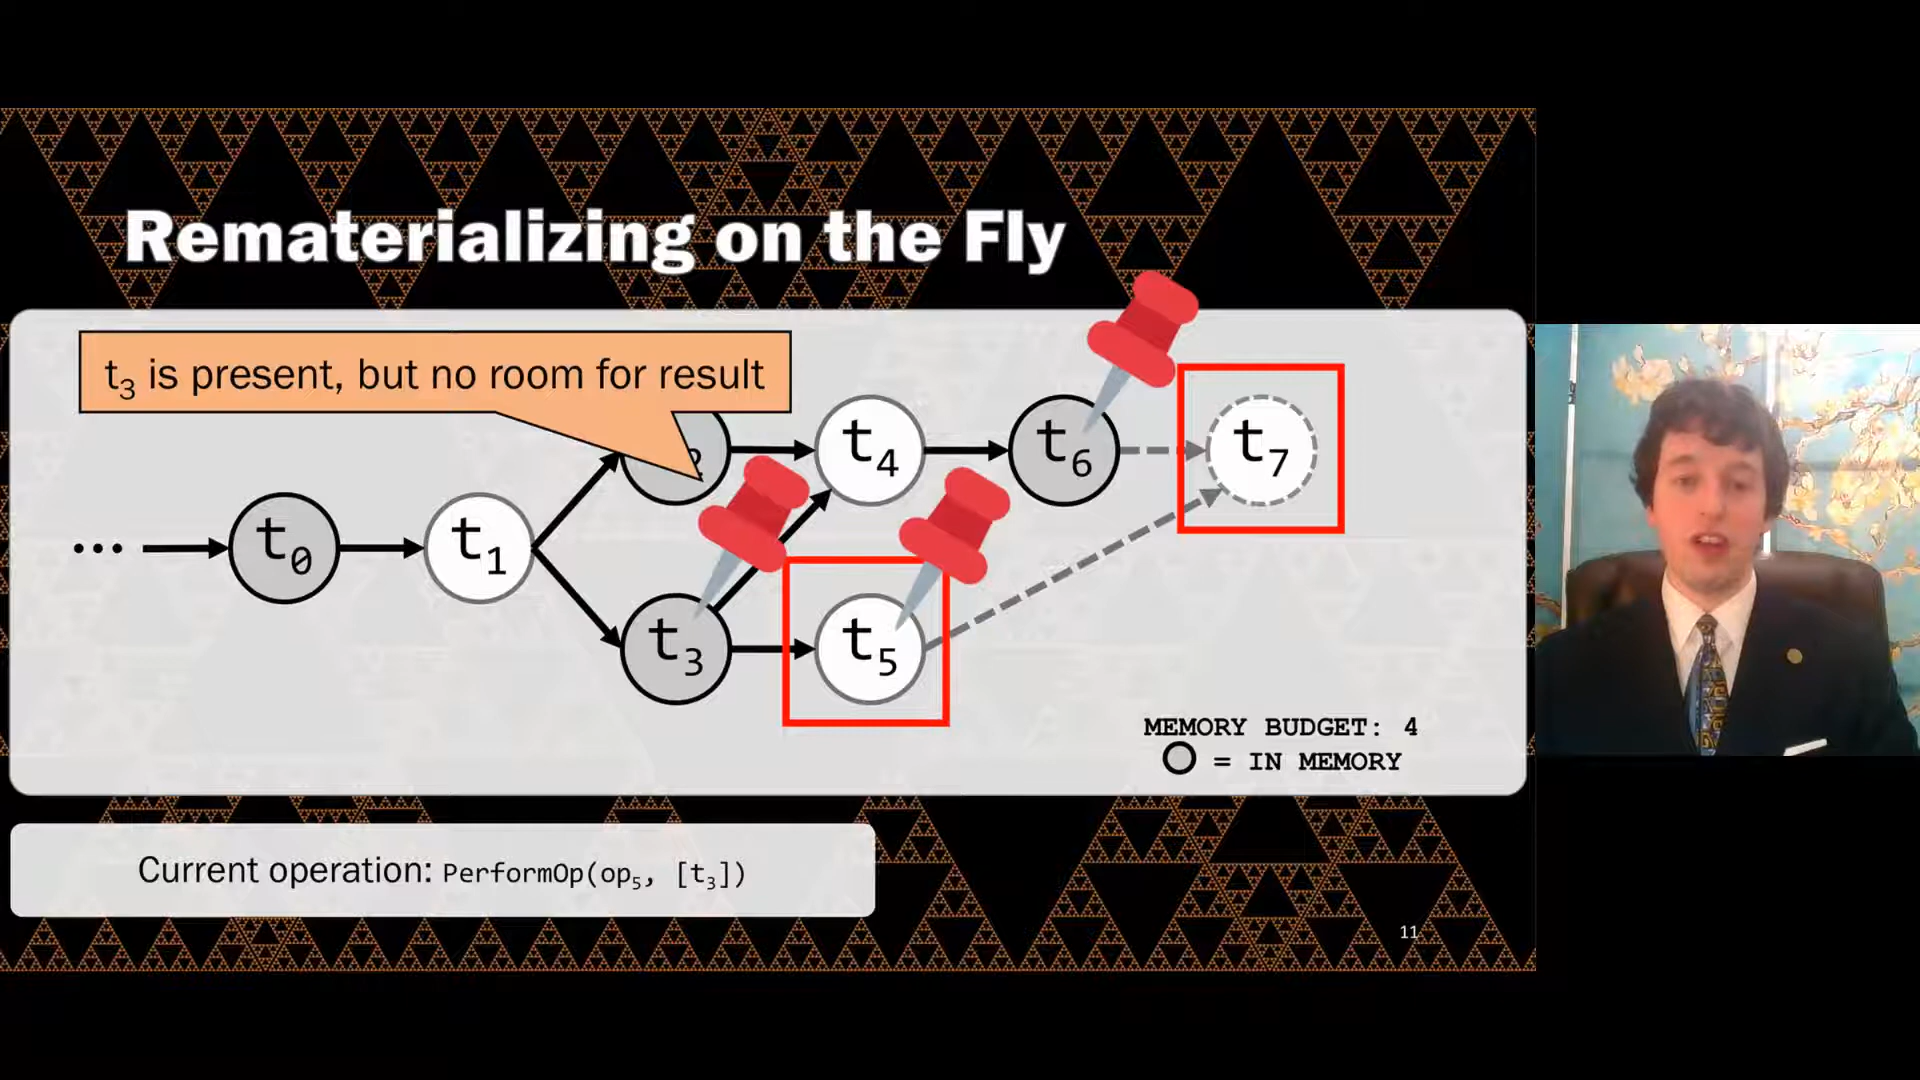 Rematerializing on the Fly
t₃ is present, but no room for result
t₄
t₆
t₇
...
t₀
t₁
t₃
t₅
MEMORY BUDGET: 4
= IN MEMORY
Current operation: PerformOp(op₅, [t₃])
11